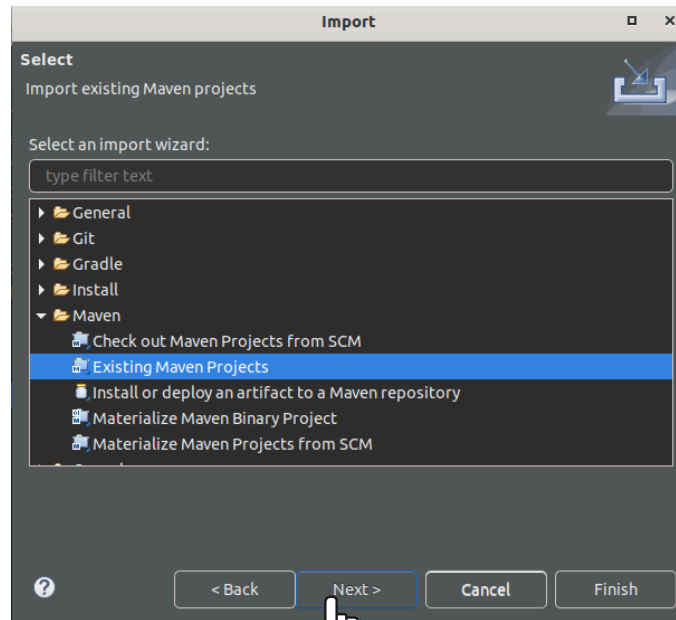 Import
Select
Import existing Maven projects
Select an import wizard:
type filter text
General
Git
Gradle
Install
Maven
Check out Maven Projects from SCM
Existing Maven Projects
Install or deploy an artifact to a Maven repository
Materialize Maven Binary Project
Materialize Maven Projects from SCM
< Back Next > Cancel Finish